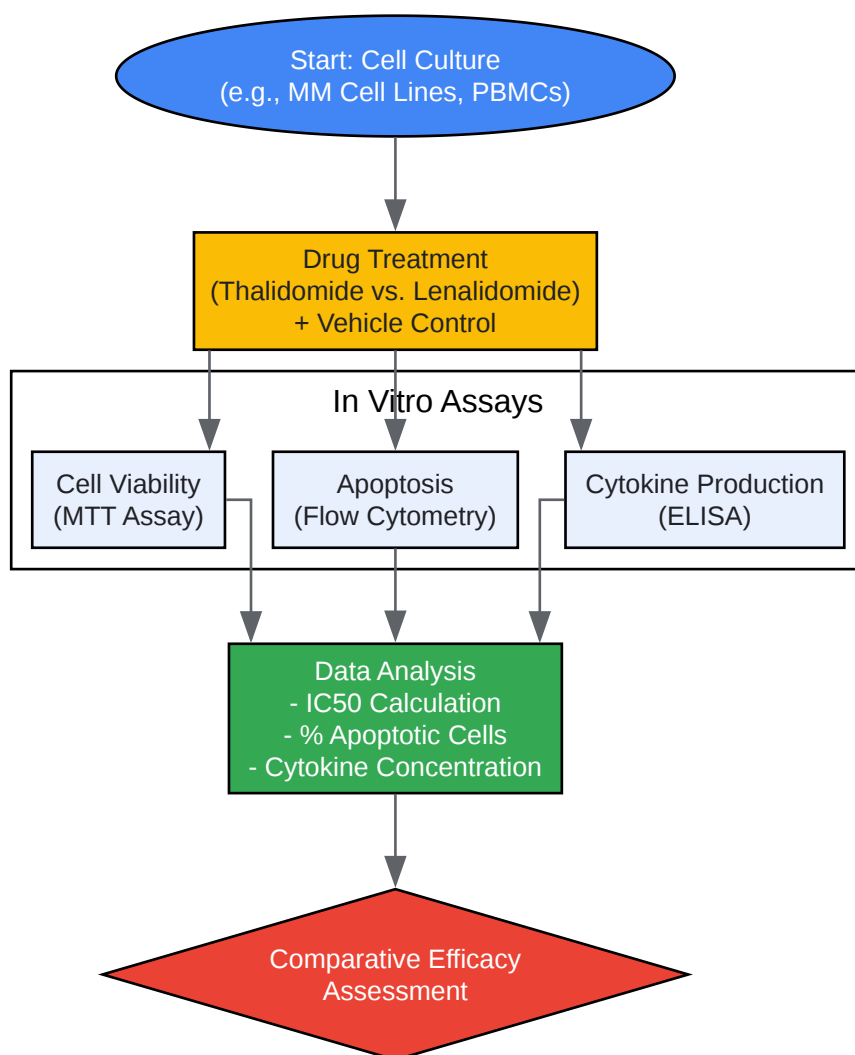 Start: Cell Culture
(e.g., MM Cell Lines, PBMCs)
Drug Treatment
(Thalidomide vs. Lenalidomide)
+ Vehicle Control
In Vitro Assays
Cell Viability
(MTT Assay)
Apoptosis
(Flow Cytometry)
Cytokine Production
(ELISA)
Data Analysis
- IC50 Calculation
- % Apoptotic Cells
- Cytokine Concentration
Comparative Efficacy
Assessment